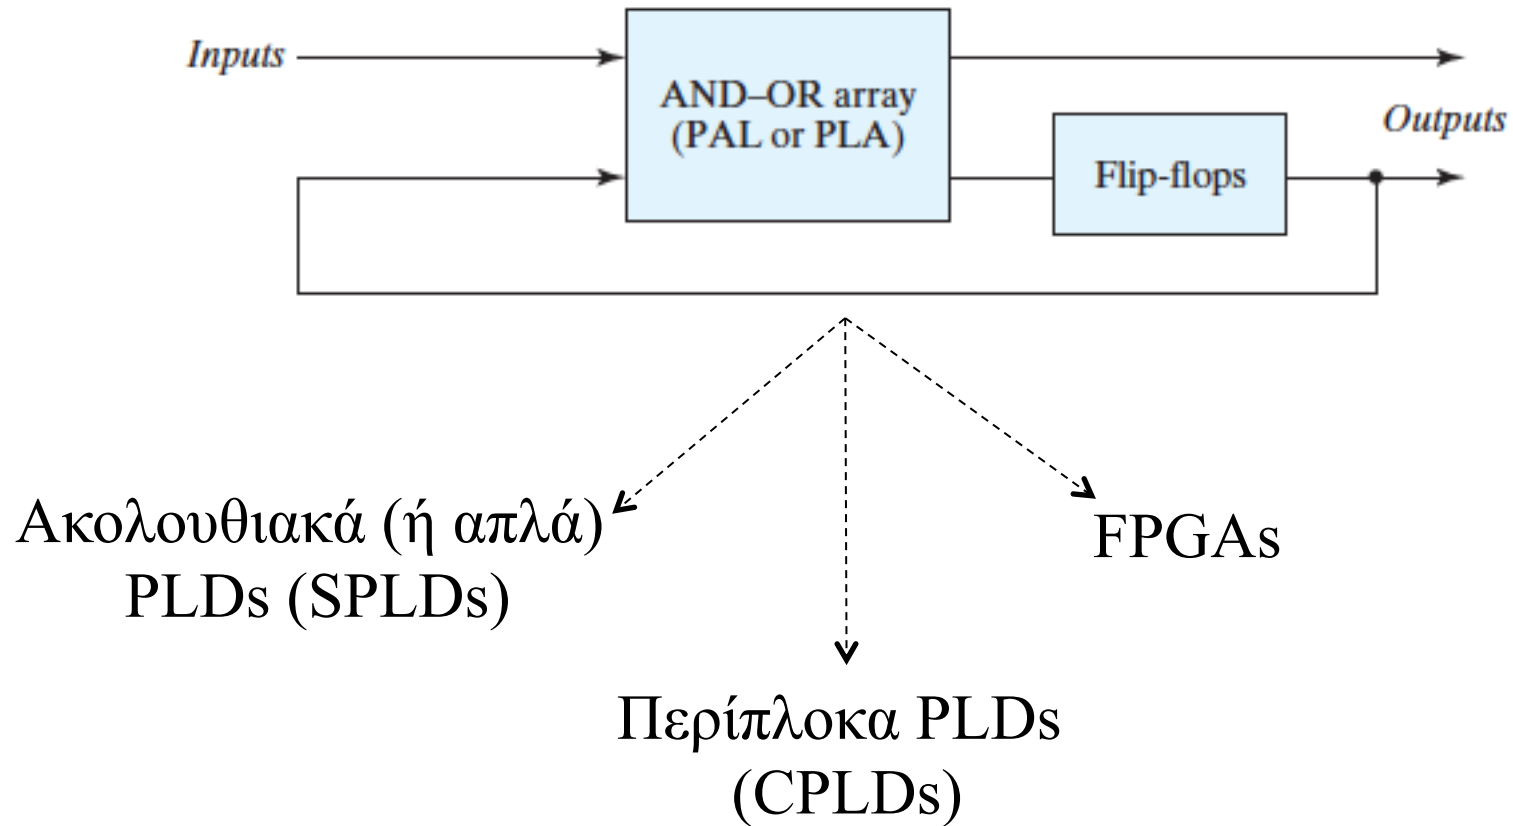 Inputs
AND–OR array
(PAL or PLA)
Outputs
Flip-flops
Ακολουθιακά (ή απλά)
PLDs (SPLDs)
FPGAs
Περίπλοκα PLDs
(CPLDs)